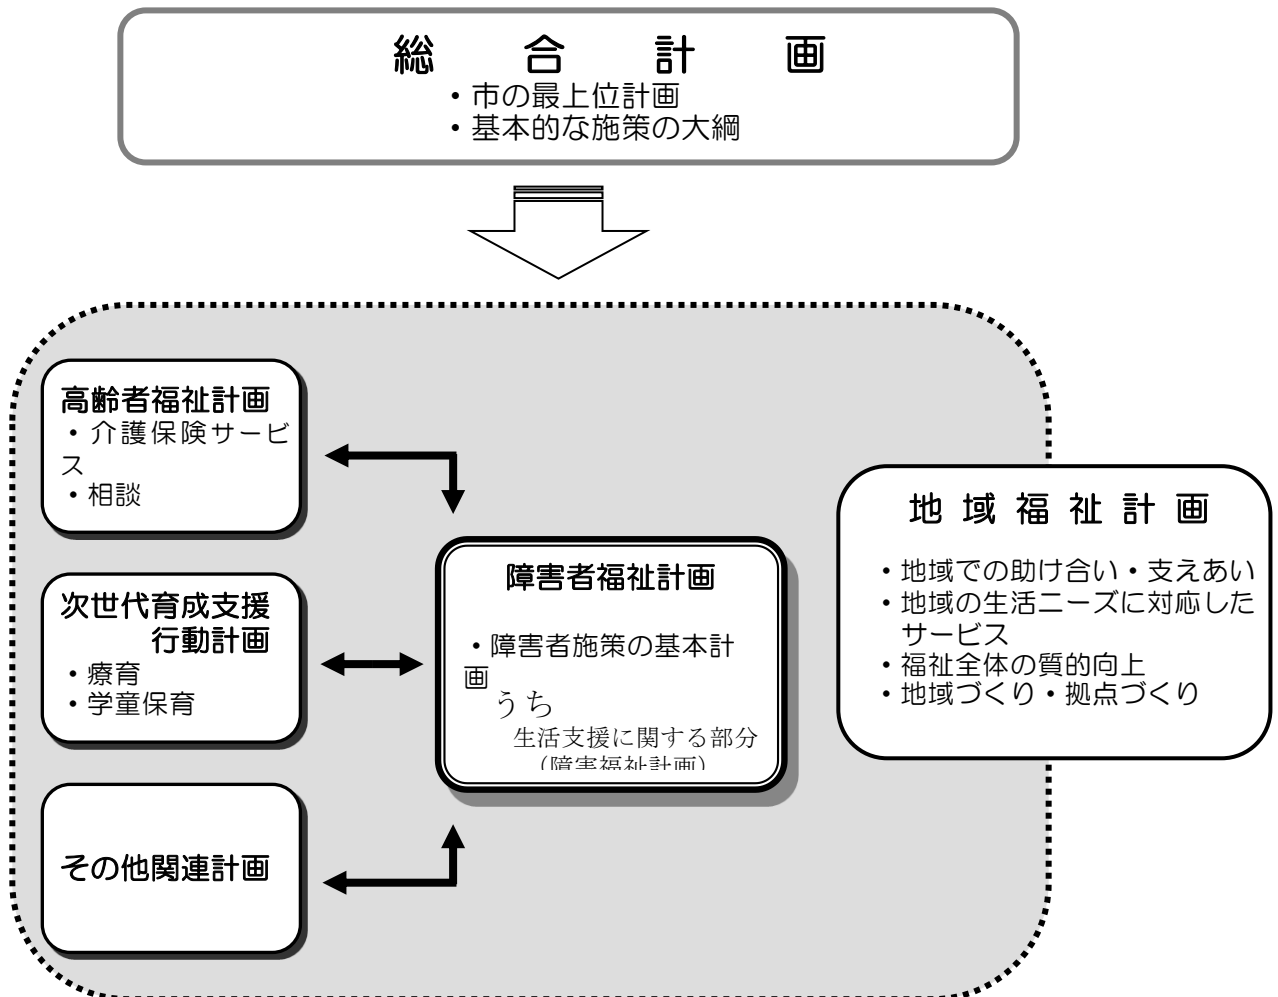 総合計画
・市の最上位計画
・基本的な施策の大綱
高齢者福祉計画
・介護保険サービ
ス
・相談
次世代育成支援
行動計画
・療育
・学童保育
その他関連計画
障害者福祉計画
・障害者施策の基本計
画
うち
生活支援に関する部分
（障害福祉計画）
地域福祉計画
・地域での助け合い・支えあい
・地域の生活ニーズに対応した
サービス
・福祉全体の質的向上
・地域づくり・拠点づくり